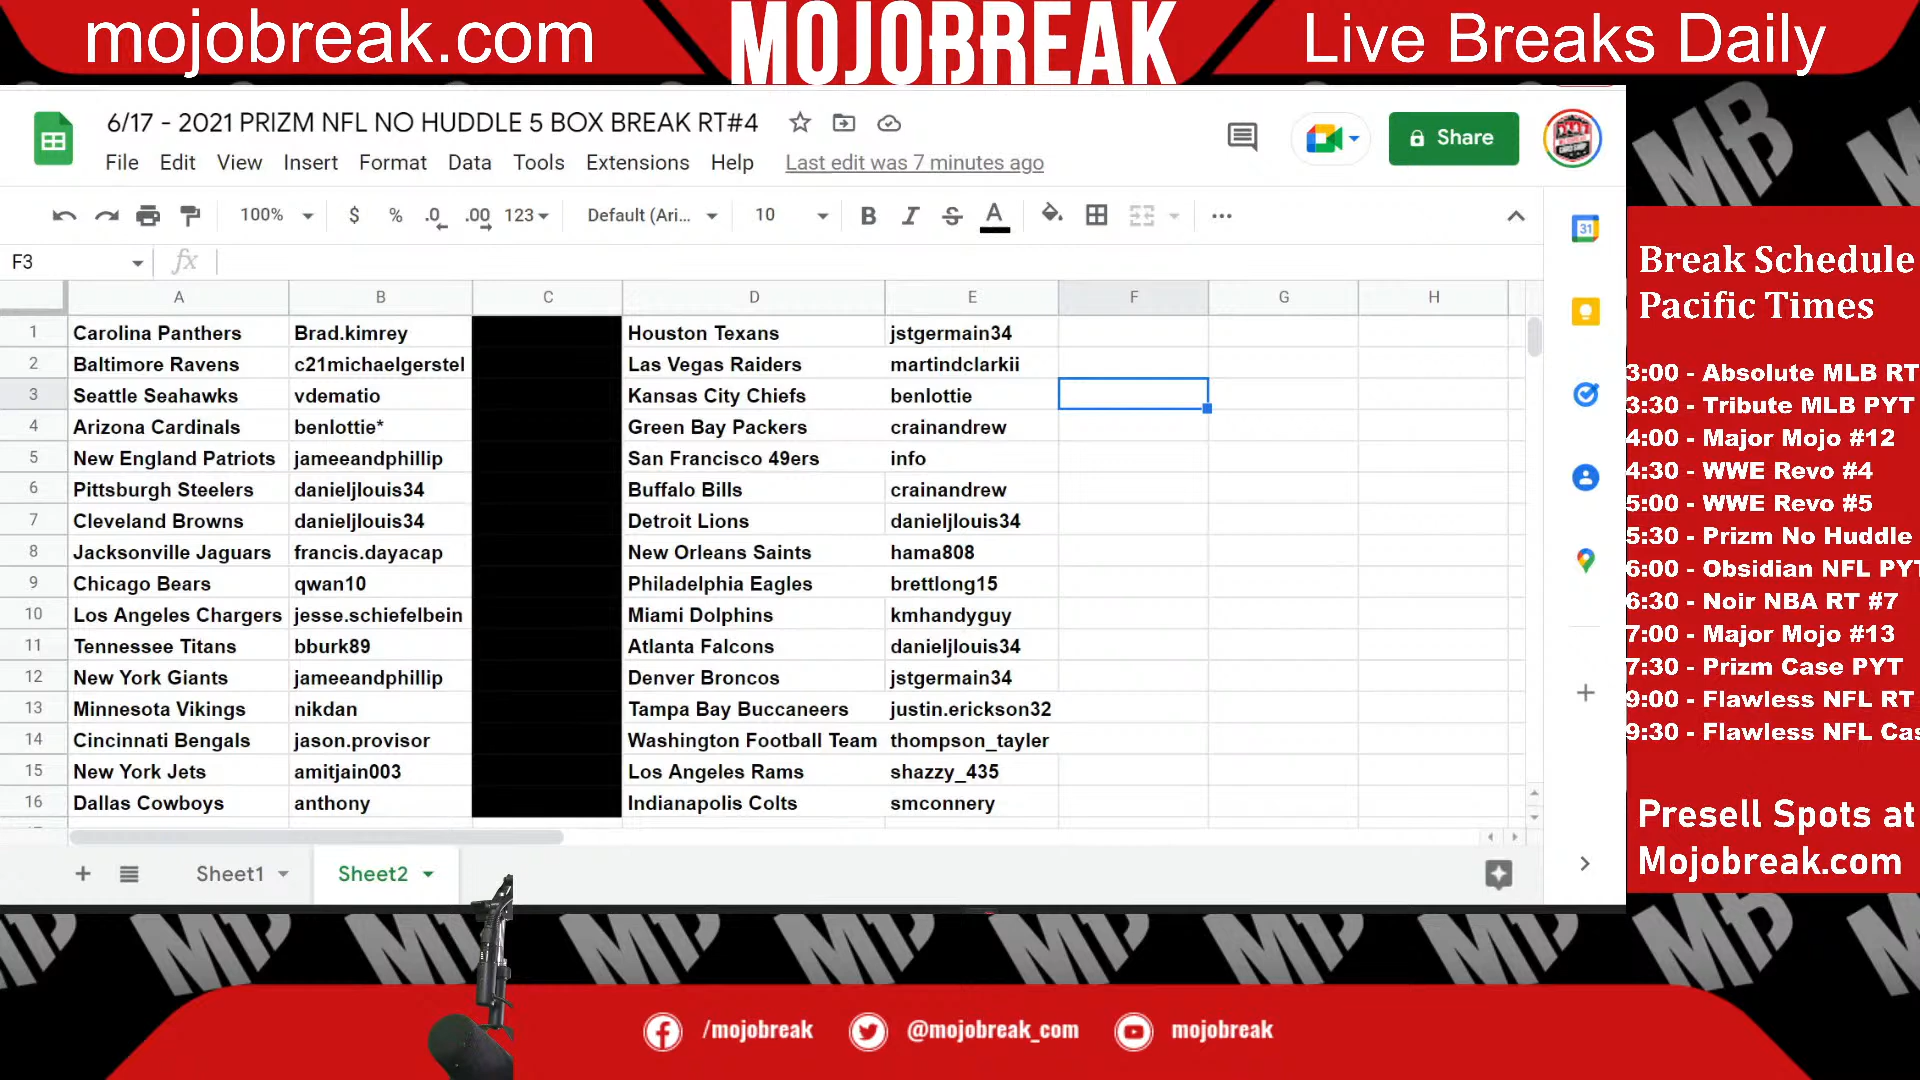 mojobreak.com
MOJOBREAK
Live Breaks Daily
6/17 - 2021 PRIZM NFL NO HUDDLE 5 BOX BREAK RT#4
Share
File Edit View Insert Format Data Tools Extensions Help Last edit was 7 minutes ago
100% $ % .0 .00 123 Default (Ari... 10 B I S A
F3 fx
A B C D E F G H
1 Carolina Panthers Brad.kimrey Houston Texans jstgermain34
2 Baltimore Ravens c21michaelgerstel Las Vegas Raiders martindclarkii
3 Seattle Seahawks vdematio Kansas City Chiefs benlottie
4 Arizona Cardinals benlottie* Green Bay Packers crainandrew
5 New England Patriots jameeandphillip San Francisco 49ers info
6 Pittsburgh Steelers danieljlouis34 Buffalo Bills crainandrew
7 Cleveland Browns danieljlouis34 Detroit Lions danieljlouis34
8 Jacksonville Jaguars francis.dayacap New Orleans Saints hama808
9 Chicago Bears qwan10 Philadelphia Eagles brettlong15
10 Los Angeles Chargers jesse.schiefelbein Miami Dolphins kmhandyguy
11 Tennessee Titans bburk89 Atlanta Falcons danieljlouis34
12 New York Giants jameeandphillip Denver Broncos jstgermain34
13 Minnesota Vikings nikdan Tampa Bay Buccaneers justin.erickson32
14 Cincinnati Bengals jason.provisor Washington Football Team thompson_tayler
15 New York Jets amitjain003 Los Angeles Rams shazzy_435
16 Dallas Cowboys anthony Indianapolis Colts smconnery
Sheet1 Sheet2
31
Break Schedule
Pacific Times
3:00 - Absolute MLB RT
3:30 - Tribute MLB PYT
4:00 - Major Mojo #12
4:30 - WWE Revo #4
5:00 - WWE Revo #5
5:30 - Prizm No Huddle
6:00 - Obsidian NFL PYT
6:30 - Noir NBA RT #7
7:00 - Major Mojo #13
7:30 - Prizm Case PYT
9:00 - Flawless NFL RT
9:30 - Flawless NFL Cas
Presell Spots at
Mojobreak.com
/mojobreak @mojobreak_com mojobreak